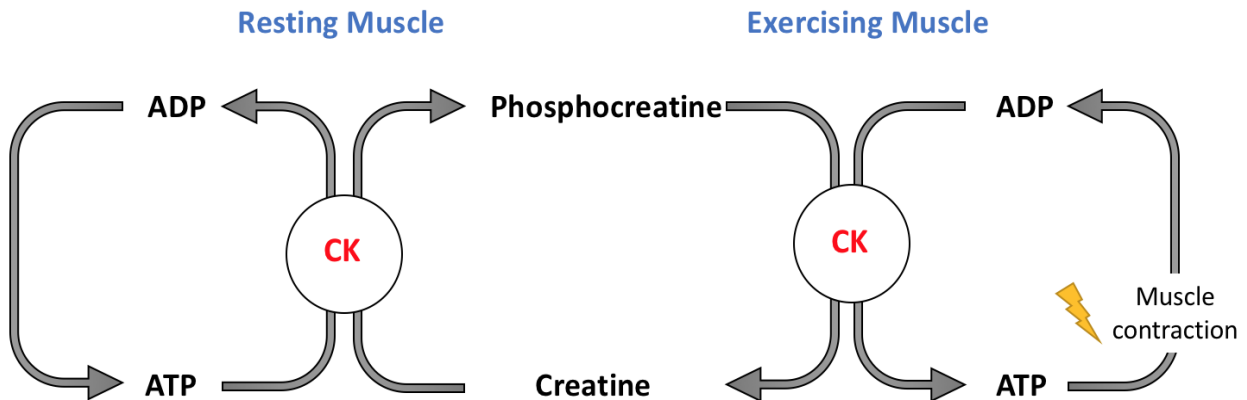 Resting Muscle
Exercising Muscle
ADP
Phosphocreatine
ADP
CK
CK
Muscle
contraction
ATP
Creatine
ATP